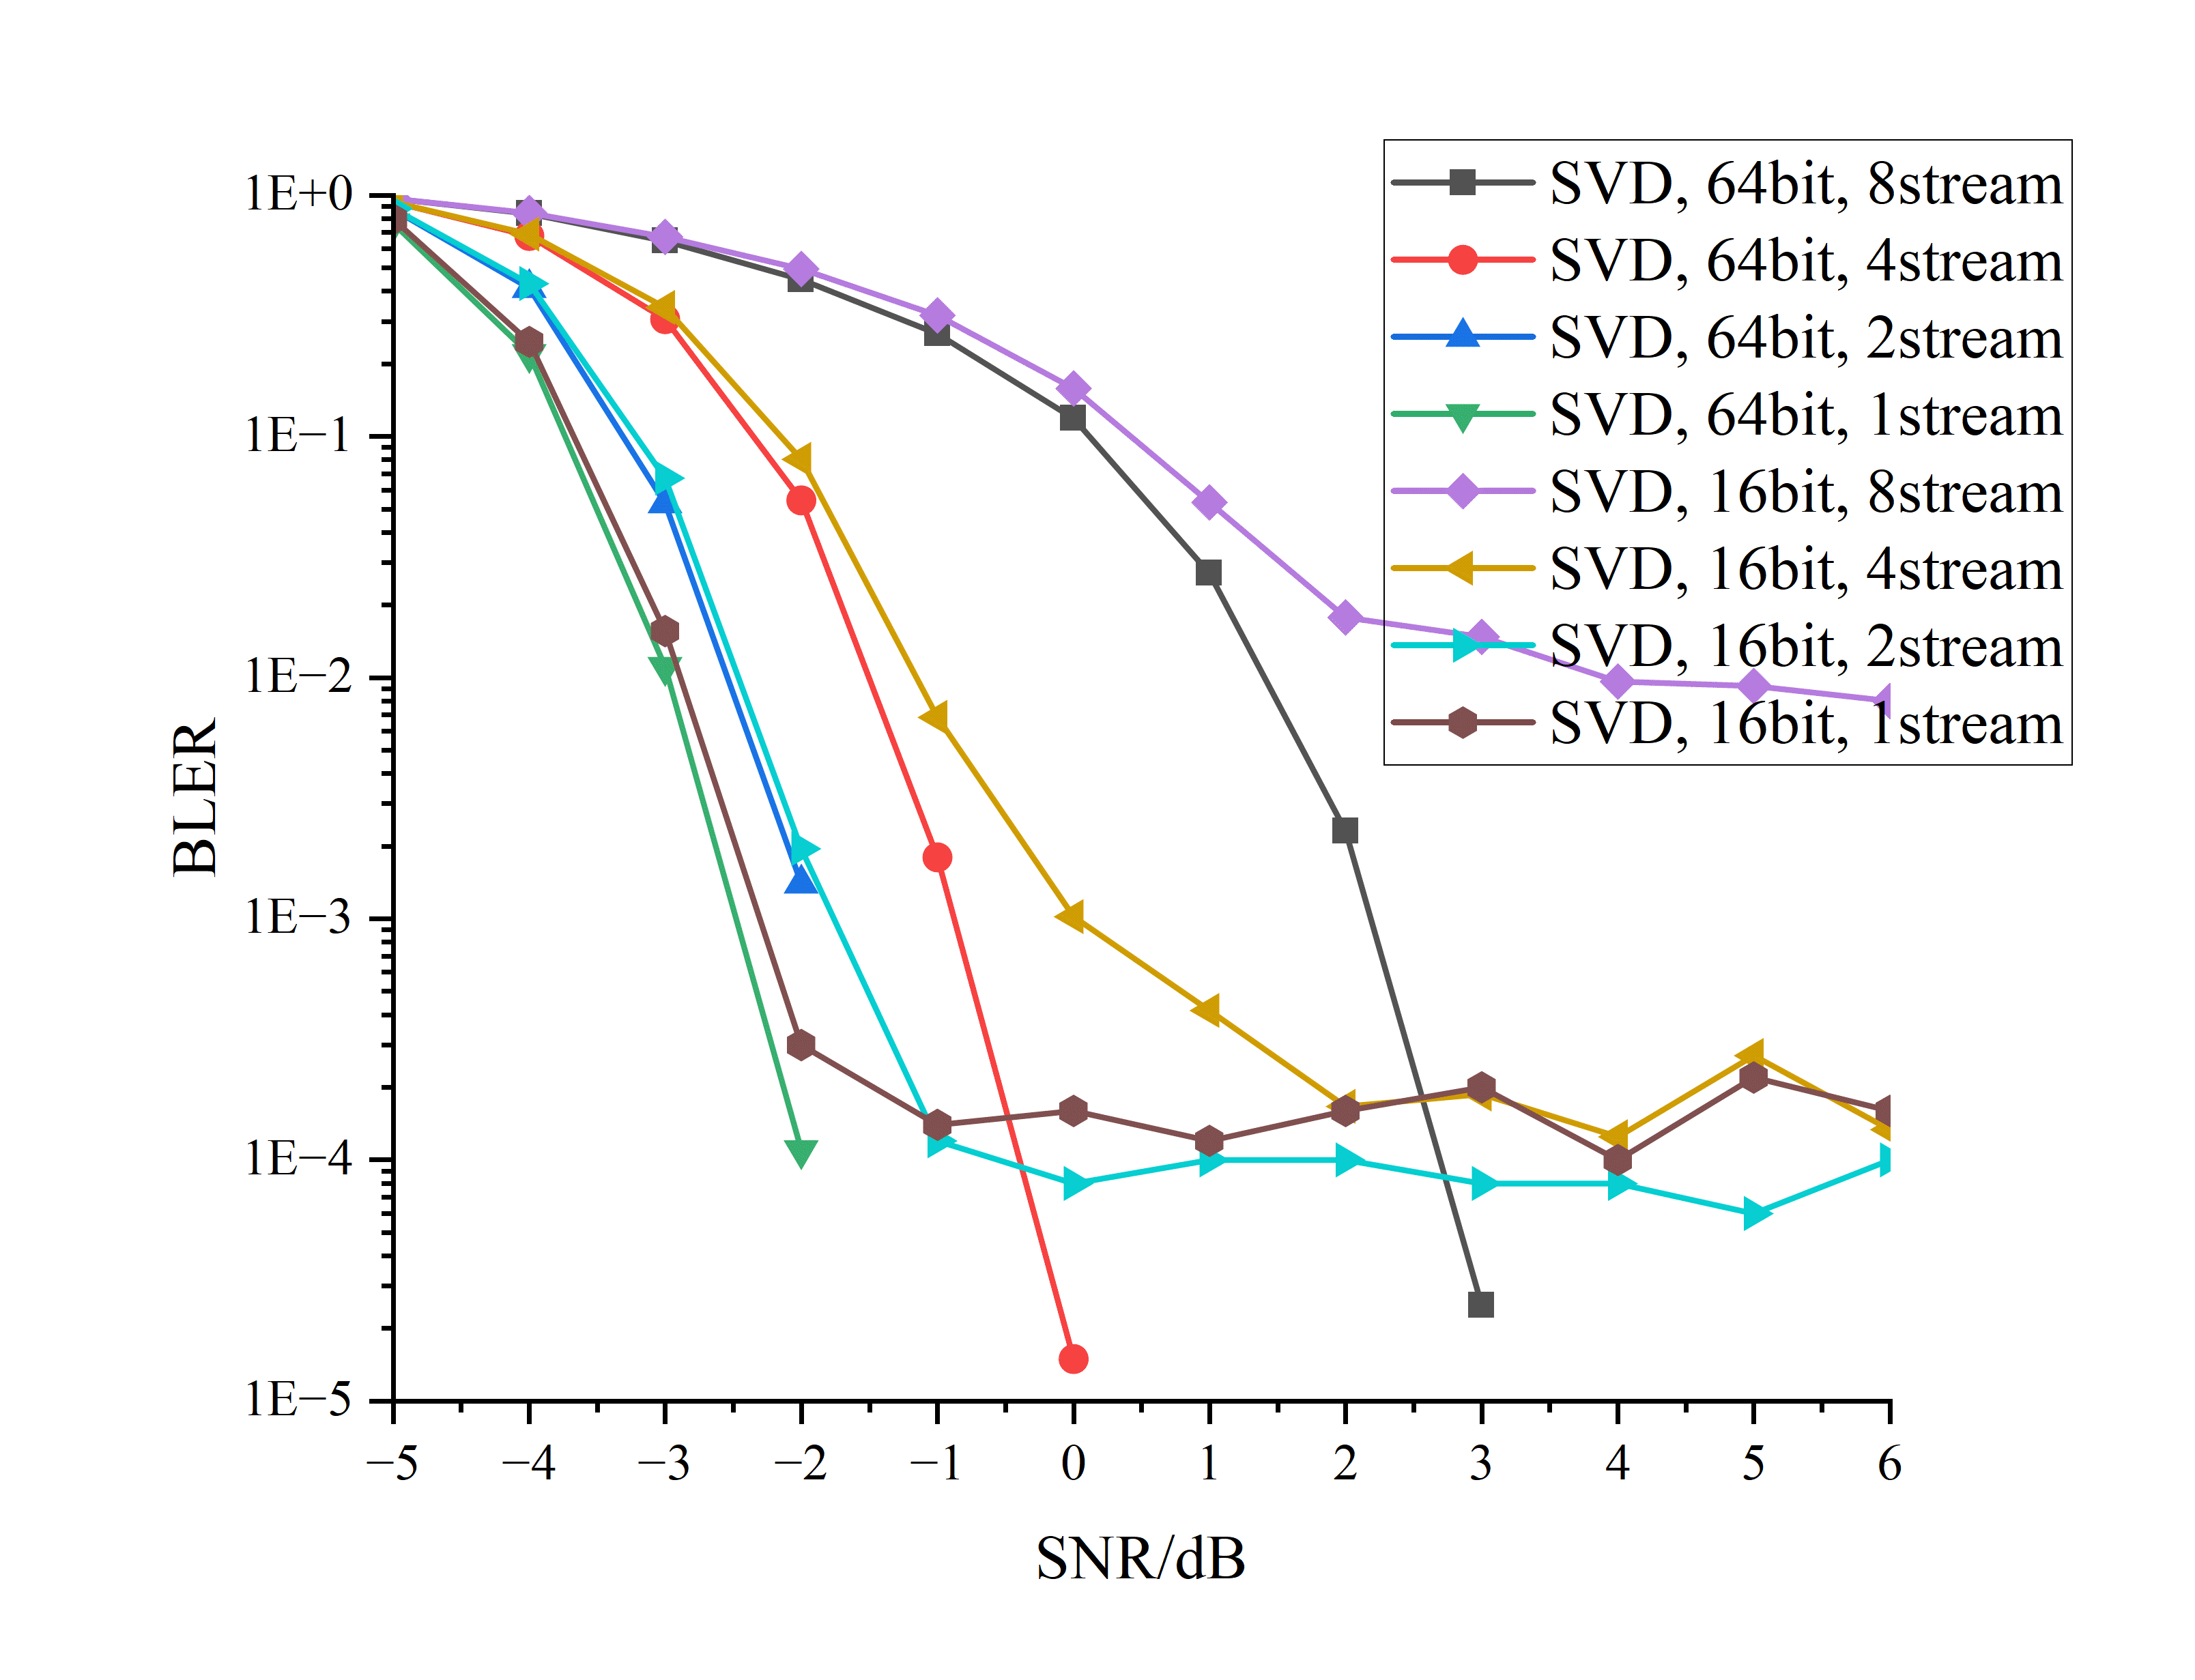 1E+0
1E−1
1E−2
1E−3
1E−4
1E−5
BLER
−5 −4 −3 −2 −1 0 1 2 3 4 5 6
SNR/dB
SVD, 64bit, 8stream
SVD, 64bit, 4stream
SVD, 64bit, 2stream
SVD, 64bit, 1stream
SVD, 16bit, 8stream
SVD, 16bit, 4stream
SVD, 16bit, 2stream
SVD, 16bit, 1stream